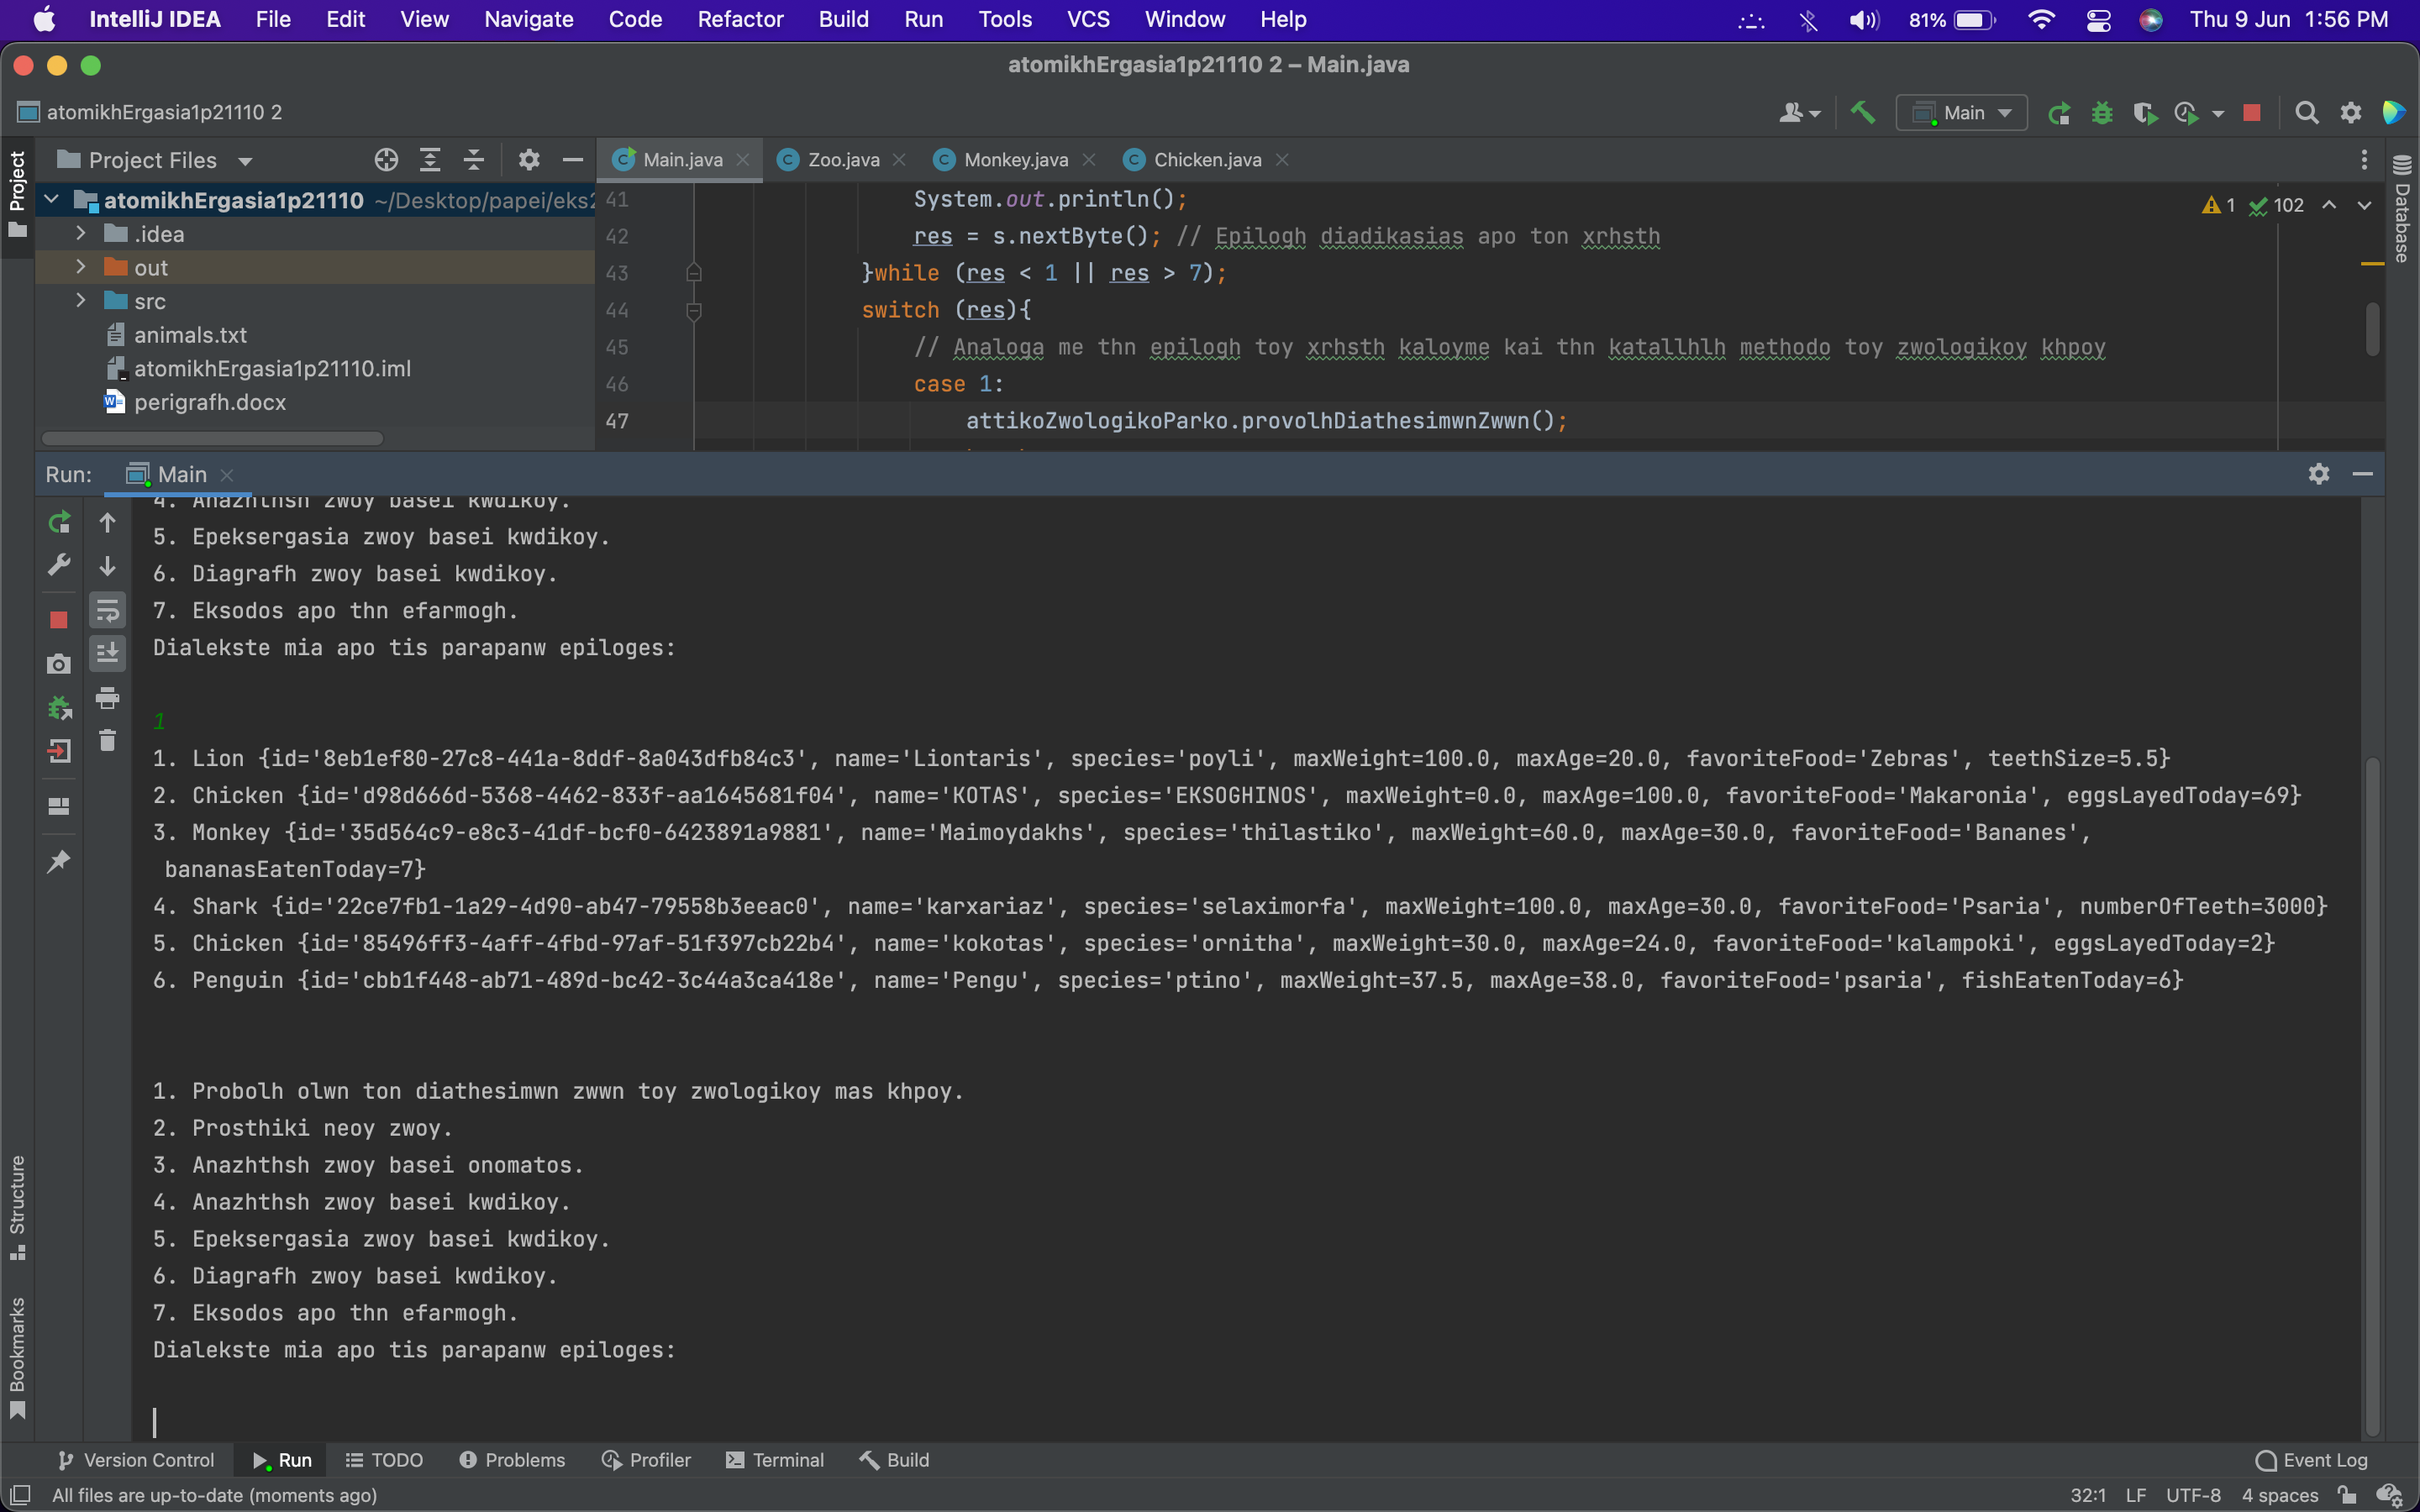 IntelliJ IDEA File Edit View Navigate Code Refactor Build Run Tools VCS Window Help 81% Thu 9 Jun 1:56 PM
atomikhErgasia1p21110 2 – Main.java
atomikhErgasia1p21110 2
Main
Project
Project Files
Main.java Zoo.java Monkey.java Chicken.java
Database
atomikhErgasia1p21110 ~/Desktop/papei/eks2
.idea
out
src
animals.txt
atomikhErgasia1p21110.iml
perigrafh.docx
1 102
41 System.out.println();
42 res = s.nextByte(); // Epilogh diadikasias apo ton xrhsth
43 }while (res < 1 || res > 7);
44 switch (res){
45 // Analoga me thn epilogh toy xrhsth kaloyme kai thn katallhlh methodo toy zwologikoy khpoy
46 case 1:
47 attikoZwologikoParko.provolhDiathesimwnZwwn();
Run: Main
4. Anazhthsh zwoy basei kwdikoy.
5. Epeksergasia zwoy basei kwdikoy.
6. Diagrafh zwoy basei kwdikoy.
7. Eksodos apo thn efarmogh.
Dialekste mia apo tis parapanw epiloges:
1
1. Lion {id='8eb1ef80-27c8-441a-8ddf-8a043dfb84c3', name='Liontaris', species='poyli', maxWeight=100.0, maxAge=20.0, favoriteFood='Zebras', teethSize=5.5}
2. Chicken {id='d98d666d-5368-4462-833f-aa1645681f04', name='KOTAS', species='EKSOGHINOS', maxWeight=0.0, maxAge=100.0, favoriteFood='Makaronia', eggsLayedToday=69}
3. Monkey {id='35d564c9-e8c3-41df-bcf0-6423891a9881', name='Maimoydakhs', species='thilastiko', maxWeight=60.0, maxAge=30.0, favoriteFood='Bananes',
bananasEatenToday=7}
4. Shark {id='22ce7fb1-1a29-4d90-ab47-79558b3eeac0', name='karxariaz', species='selaximorfa', maxWeight=100.0, maxAge=30.0, favoriteFood='Psaria', numberOfTeeth=3000}
5. Chicken {id='85496ff3-4aff-4fbd-97af-51f397cb22b4', name='kokotas', species='ornitha', maxWeight=30.0, maxAge=24.0, favoriteFood='kalampoki', eggsLayedToday=2}
6. Penguin {id='cbb1f448-ab71-489d-bc42-3c44a3ca418e', name='Pengu', species='ptino', maxWeight=37.5, maxAge=38.0, favoriteFood='psaria', fishEatenToday=6}
1. Probolh olwn ton diathesimwn zwwn toy zwologikoy mas khpoy.
2. Prosthiki neoy zwoy.
3. Anazhthsh zwoy basei onomatos.
4. Anazhthsh zwoy basei kwdikoy.
5. Epeksergasia zwoy basei kwdikoy.
6. Diagrafh zwoy basei kwdikoy.
7. Eksodos apo thn efarmogh.
Dialekste mia apo tis parapanw epiloges:
Structure
Bookmarks
Version Control Run TODO Problems Profiler Terminal Build Event Log
All files are up-to-date (moments ago) 32:1 LF UTF-8 4 spaces